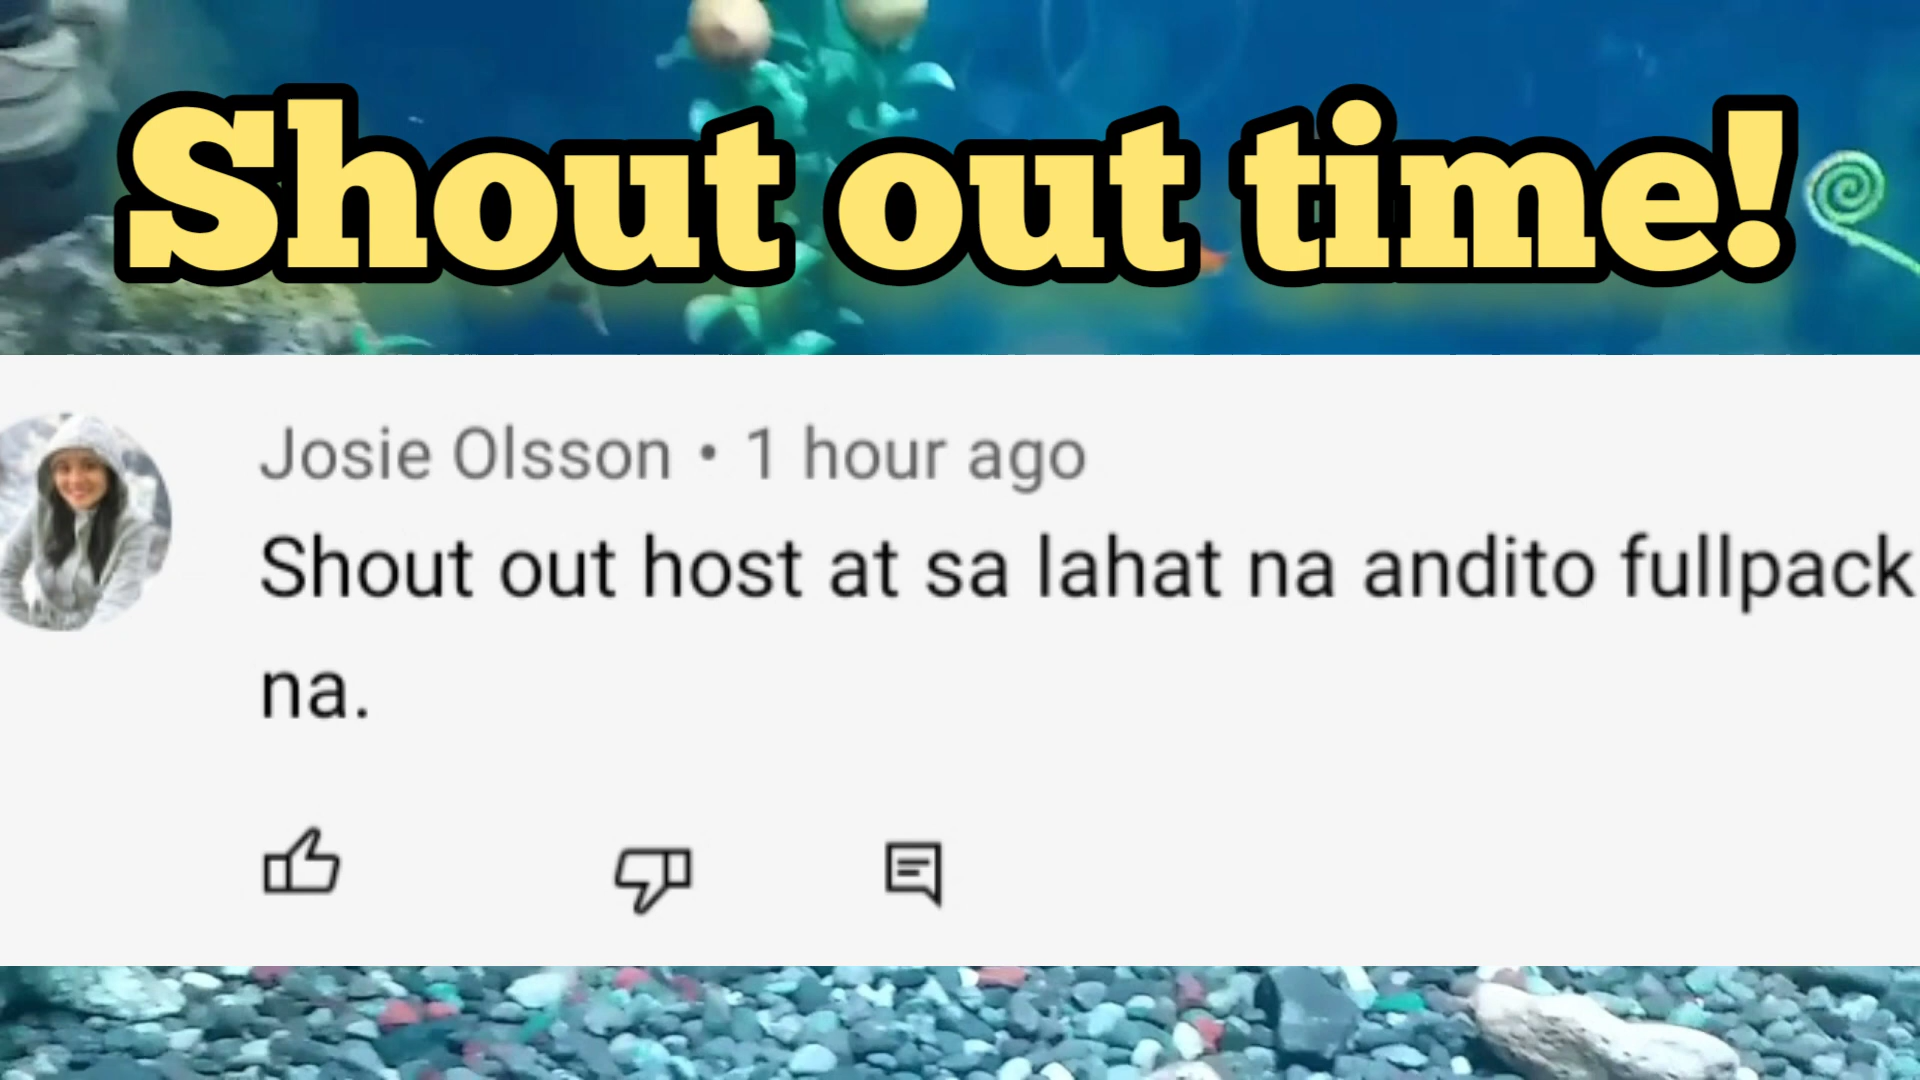 Shout out time!
Josie Olsson • 1 hour ago
Shout out host at sa lahat na andito fullpack
na.